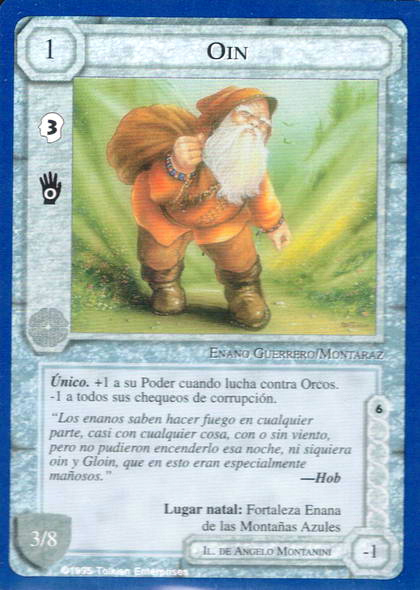 1
OIN
3
0
ENANO GUERRERO/MONTARAZ
Único. +1 a su Poder cuando lucha contra Orcos.
-1 a todos sus chequeos de corrupción.
6
“Los enanos saben hacer fuego en cualquier
parte, casi con cualquier cosa, con o sin viento,
pero no pudieron encenderlo esa noche, ni siquiera
oin y Gloin, que en esto eran especialmente
mañosos.” —Hob
Lugar natal: Fortaleza Enana
de las Montañas Azules
3/8
IL. DE ANGELO MONTANINI
-1
©1995 Tolkien Enterprises